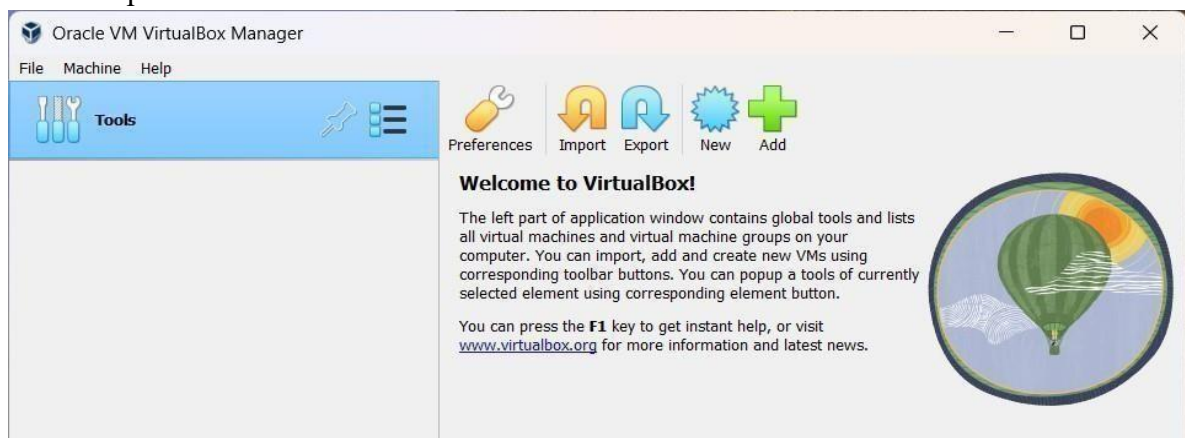 Oracle VM VirtualBox Manager
File Machine Help
Tools
Preferences Import Export New Add
Welcome to VirtualBox!
The left part of application window contains global tools and lists
all virtual machines and virtual machine groups on your
computer. You can import, add and create new VMs using
corresponding toolbar buttons. You can popup a tools of currently
selected element using corresponding element button.
You can press the F1 key to get instant help, or visit
www.virtualbox.org for more information and latest news.